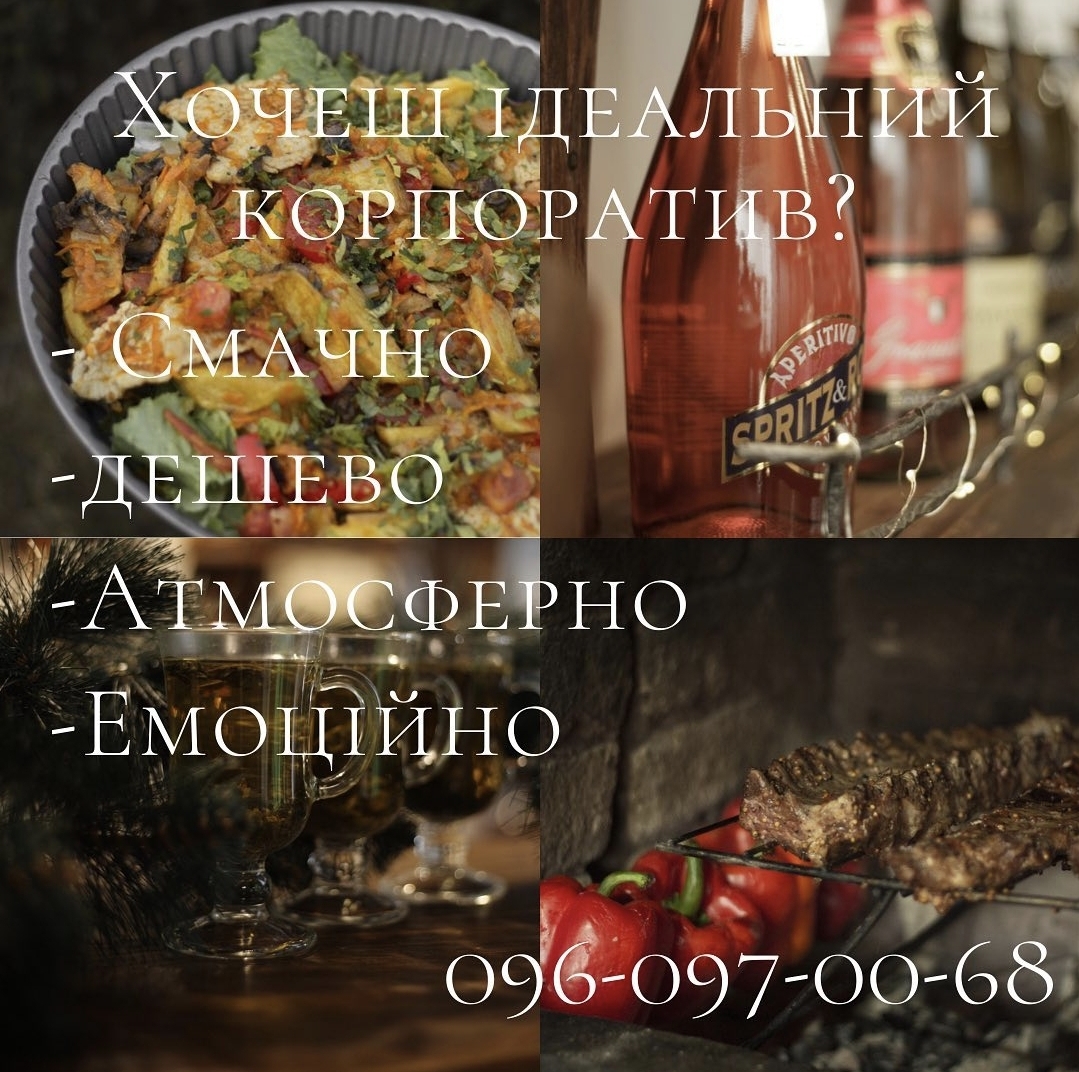 Хочеш ідеальний
корпоратив?
- Смачно
-дешево
-Атмосферно
-Емоційно
096-097-00-68
APERITIVO
SPRITZ &